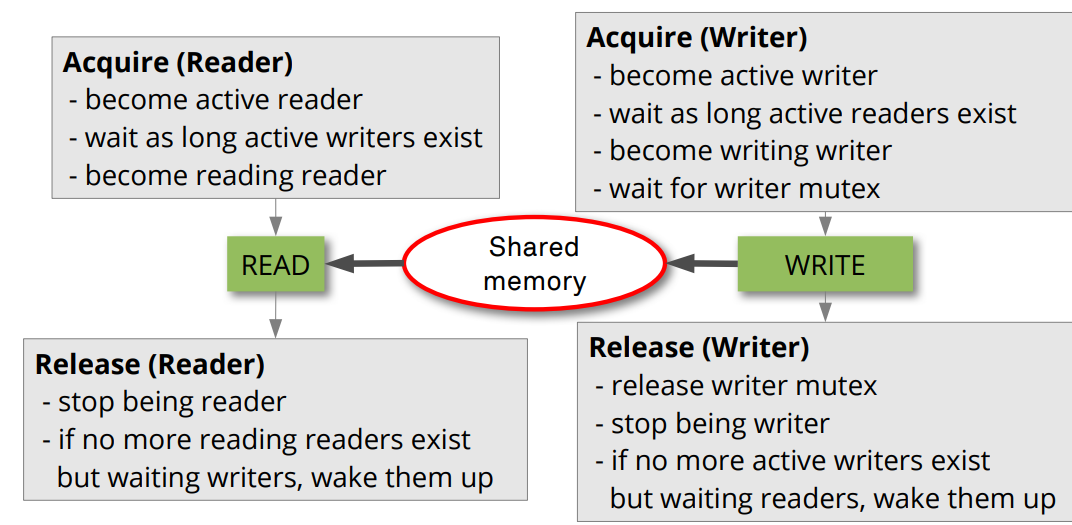 Acquire (Reader)
- become active reader
- wait as long active writers exist
- become reading reader
Acquire (Writer)
- become active writer
- wait as long active readers exist
- become writing writer
- wait for writer mutex
READ
Shared
memory
WRITE
Release (Reader)
- stop being reader
- if no more reading readers exist
but waiting writers, wake them up
Release (Writer)
- release writer mutex
- stop being writer
- if no more active writers exist
but waiting readers, wake them up